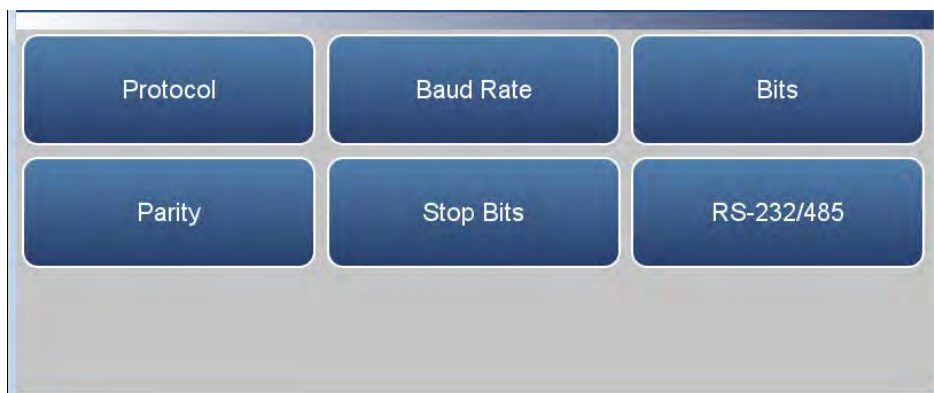 Protocol
Baud Rate
Bits
Parity
Stop Bits
RS-232/485